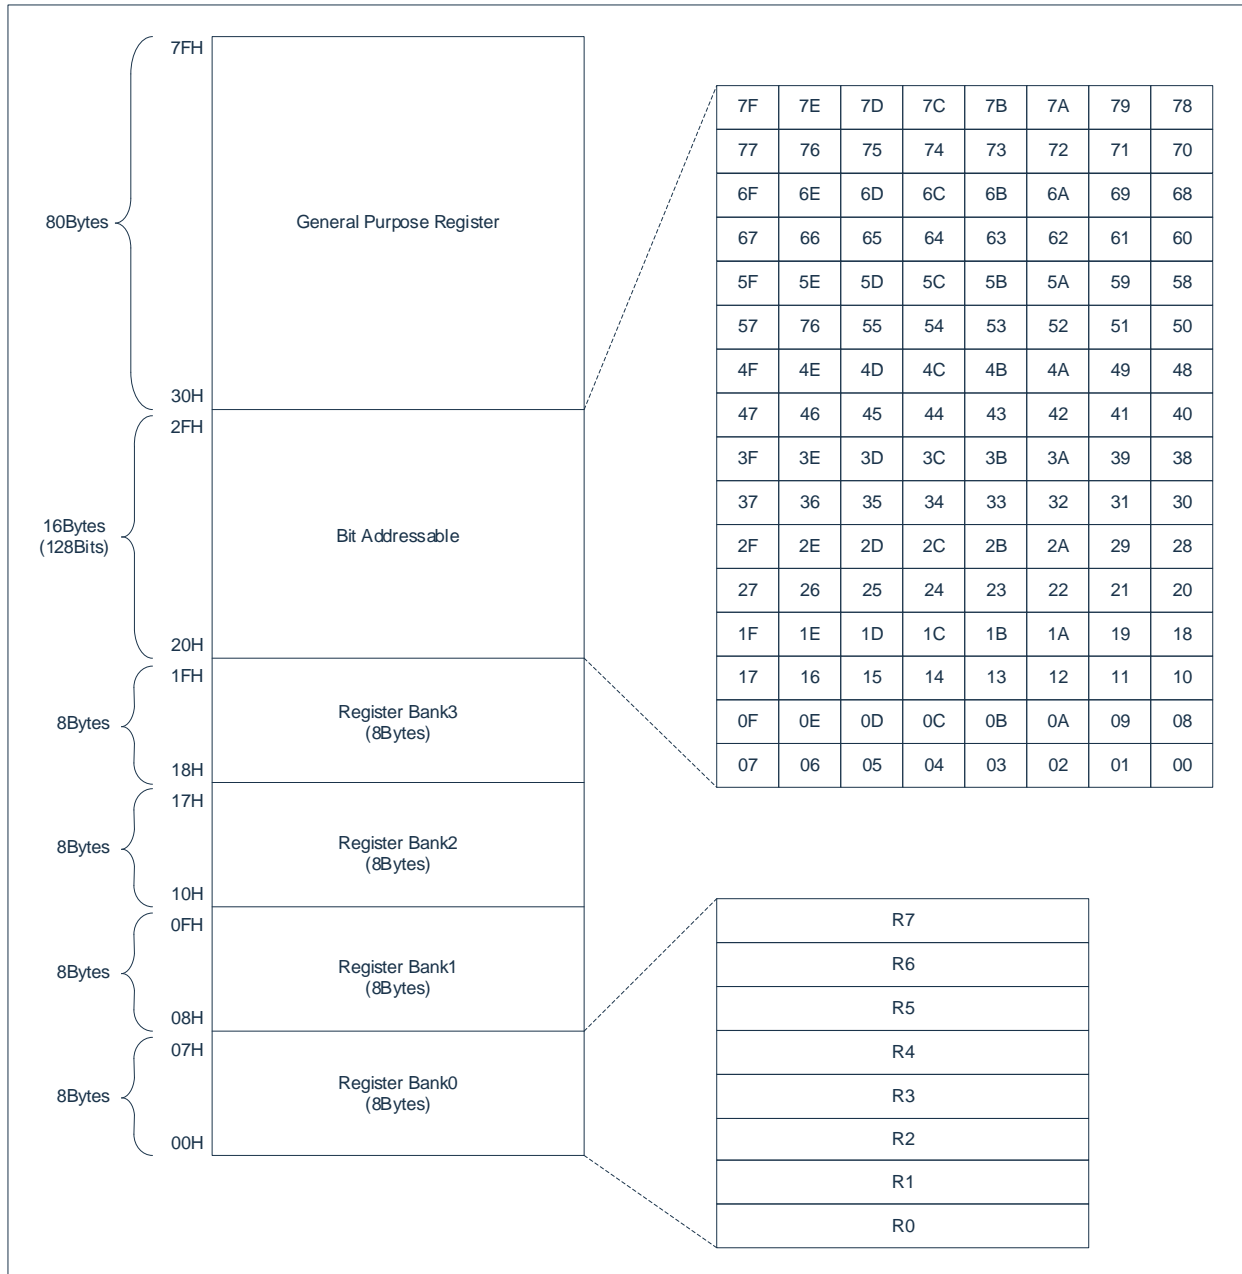 7FH
80Bytes
General Purpose Register
30H
2FH
16Bytes
(128Bits)
Bit Addressable
20H
1FH
8Bytes
Register Bank3
(8Bytes)
18H
17H
8Bytes
Register Bank2
(8Bytes)
10H
0FH
8Bytes
Register Bank1
(8Bytes)
08H
07H
8Bytes
Register Bank0
(8Bytes)
00H
7F 7E 7D 7C 7B 7A 79 78
77 76 75 74 73 72 71 70
6F 6E 6D 6C 6B 6A 69 68
67 66 65 64 63 62 61 60
5F 5E 5D 5C 5B 5A 59 58
57 76 55 54 53 52 51 50
4F 4E 4D 4C 4B 4A 49 48
47 46 45 44 43 42 41 40
3F 3E 3D 3C 3B 3A 39 38
37 36 35 34 33 32 31 30
2F 2E 2D 2C 2B 2A 29 28
27 26 25 24 23 22 21 20
1F 1E 1D 1C 1B 1A 19 18
17 16 15 14 13 12 11 10
0F 0E 0D 0C 0B 0A 09 08
07 06 05 04 03 02 01 00
R7
R6
R5
R4
R3
R2
R1
R0